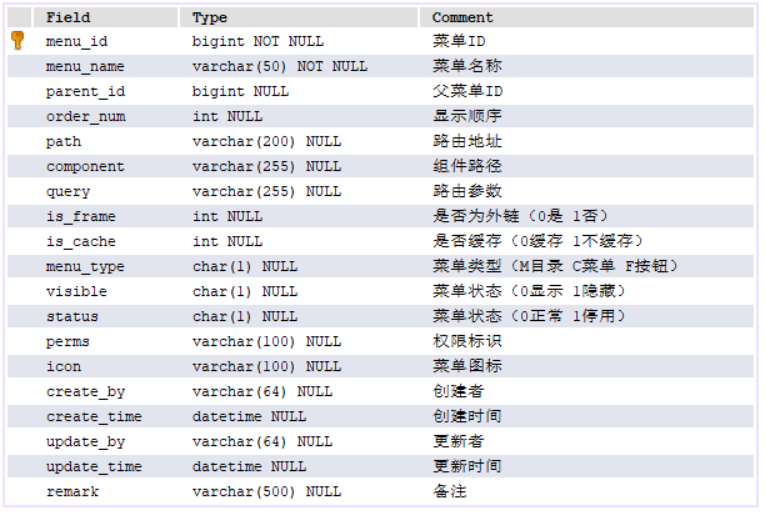 Field Type Comment
menu_id bigint NOT NULL 菜单ID
menu_name varchar(50) NOT NULL 菜单名称
parent_id bigint NULL 父菜单ID
order_num int NULL 显示顺序
path varchar(200) NULL 路由地址
component varchar(255) NULL 组件路径
query varchar(255) NULL 路由参数
is_frame int NULL 是否为外链（0是 1否）
is_cache int NULL 是否缓存（0缓存 1不缓存）
menu_type char(1) NULL 菜单类型（M目录 C菜单 F按钮）
visible char(1) NULL 菜单状态（0显示 1隐藏）
status char(1) NULL 菜单状态（0正常 1停用）
perms varchar(100) NULL 权限标识
icon varchar(100) NULL 菜单图标
create_by varchar(64) NULL 创建者
create_time datetime NULL 创建时间
update_by varchar(64) NULL 更新者
update_time datetime NULL 更新时间
remark varchar(500) NULL 备注